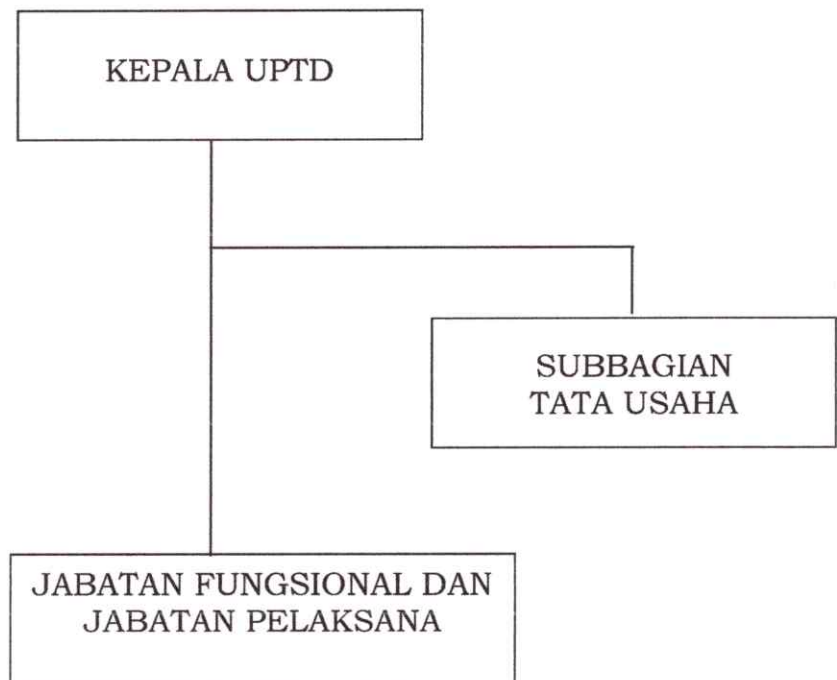 KEPALA UPTD
SUBBAGIAN
TATA USAHA
JABATAN FUNGSIONAL DAN
JABATAN PELAKSANA